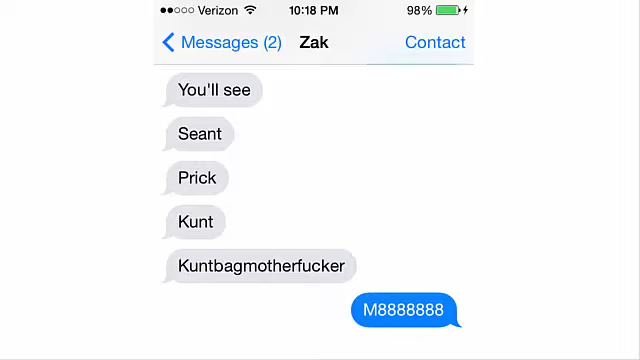 Verizon 10:18 PM 98%
Messages (2) Zak Contact
You'll see
Seant
Prick
Kunt
Kuntbagmotherfucker
M8888888